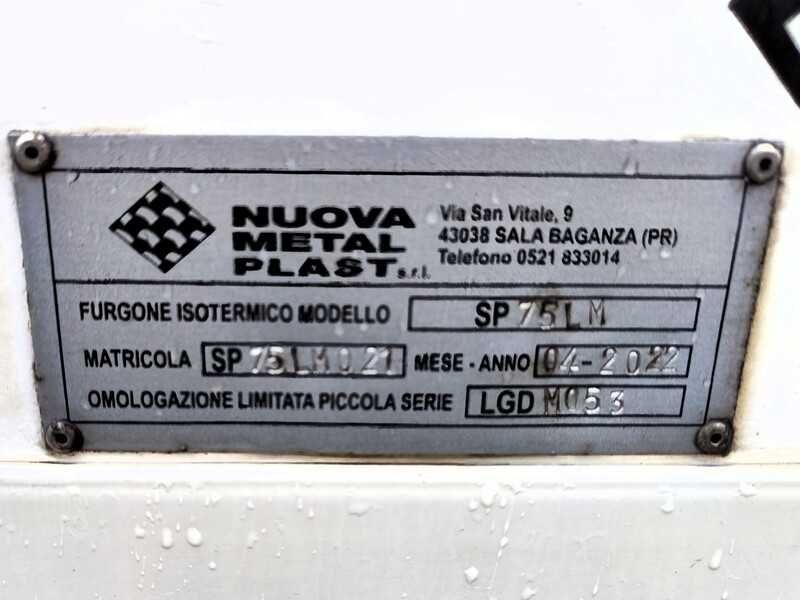 NUOVA
METAL
PLAST s.r.l.
Via San Vitale, 9
43038 SALA BAGANZA (PR)
Telefono 0521 833014
FURGONE ISOTERMICO MODELLO SP 75LM
MATRICOLA SP 75LM021 MESE - ANNO 04-2022
OMOLOGAZIONE LIMITATA PICCOLA SERIE LGD M053